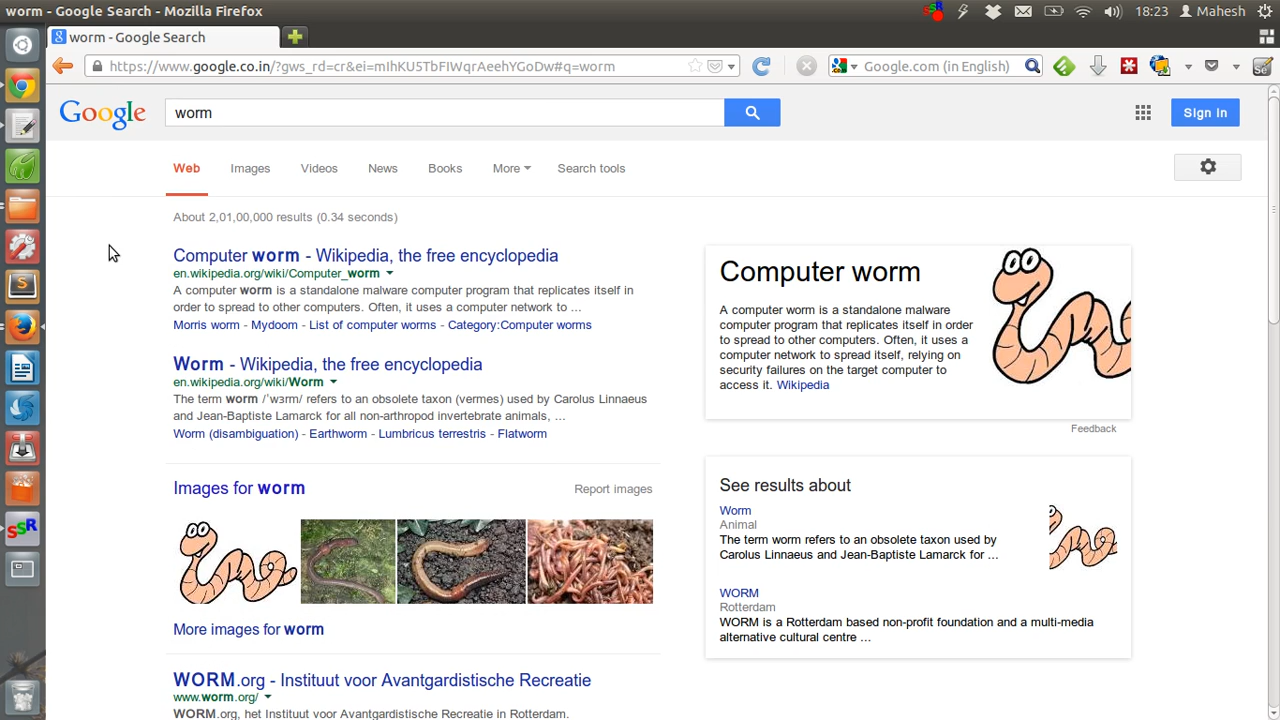 worm - Google Search - Mozilla Firefox
18:23 Mahesh
worm - Google Search
https://www.google.co.in/?gws_rd=cr&ei=mIhKU5TbFIWqrAeehYGoDw#q=worm
Google.com (in English)
Google
worm
Sign in
Web Images Videos News Books More Search tools
About 2,01,00,000 results (0.34 seconds)
Computer worm - Wikipedia, the free encyclopedia
en.wikipedia.org/wiki/Computer_worm
A computer worm is a standalone malware computer program that replicates itself in
order to spread to other computers. Often, it uses a computer network to ...
Morris worm - Mydoom - List of computer worms - Category:Computer worms
Worm - Wikipedia, the free encyclopedia
en.wikipedia.org/wiki/Worm
The term worm /ˈwɜrm/ refers to an obsolete taxon (vermes) used by Carolus Linnaeus
and Jean-Baptiste Lamarck for all non-arthropod invertebrate animals, ...
Worm (disambiguation) - Earthworm - Lumbricus terrestris - Flatworm
Images for worm
Report images
More images for worm
WORM.org - Instituut voor Avantgardistische Recreatie
www.worm.org/
WORM.org, het Instituut voor Avantgardistische Recreatie in Rotterdam.
Computer worm
A computer worm is a standalone malware
computer program that replicates itself in order
to spread to other computers. Often, it uses a
computer network to spread itself, relying on
security failures on the target computer to
access it. Wikipedia
Feedback
See results about
Worm
Animal
The term worm refers to an obsolete taxon used by
Carolus Linnaeus and Jean-Baptiste Lamarck for ...
WORM
Rotterdam
WORM is a Rotterdam based non-profit foundation and a multi-media
alternative cultural centre ...
SSR